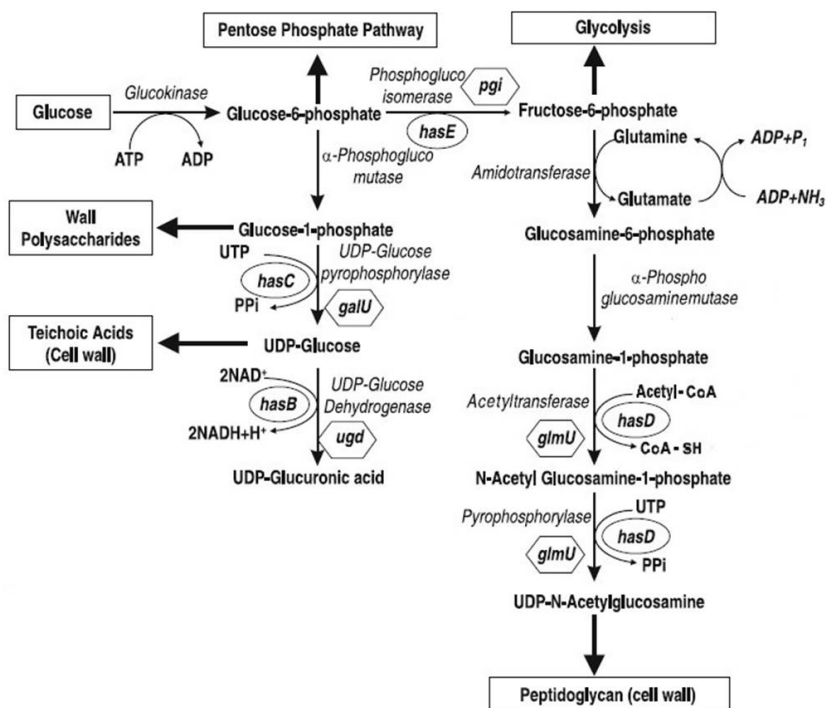 Pentose Phosphate Pathway
Glycolysis
Glucose
Glucokinase
ATP
ADP
Glucose-6-phosphate
Phosphogluco
isomerase
pgi
hasE
Fructose-6-phosphate
α-Phosphogluco
mutase
Amidotransferase
Glutamine
Glutamate
ADP+P₁
ADP+NH₃
Wall
Polysaccharides
Glucose-1-phosphate
Glucosamine-6-phosphate
UTP
hasC
PPi
UDP-Glucose
pyrophosphorylase
galU
α-Phospho
glucosaminemutase
Teichoic Acids
(Cell wall)
UDP-Glucose
Glucosamine-1-phosphate
2NAD⁺
hasB
2NADH+H⁺
UDP-Glucose
Dehydrogenase
ugd
Acetyltransferase
glmU
Acetyl-CoA
hasD
CoA-SH
UDP-Glucuronic acid
N-Acetyl Glucosamine-1-phosphate
Pyrophosphorylase
glmU
UTP
hasD
PPi
UDP-N-Acetylglucosamine
Peptidoglycan (cell wall)